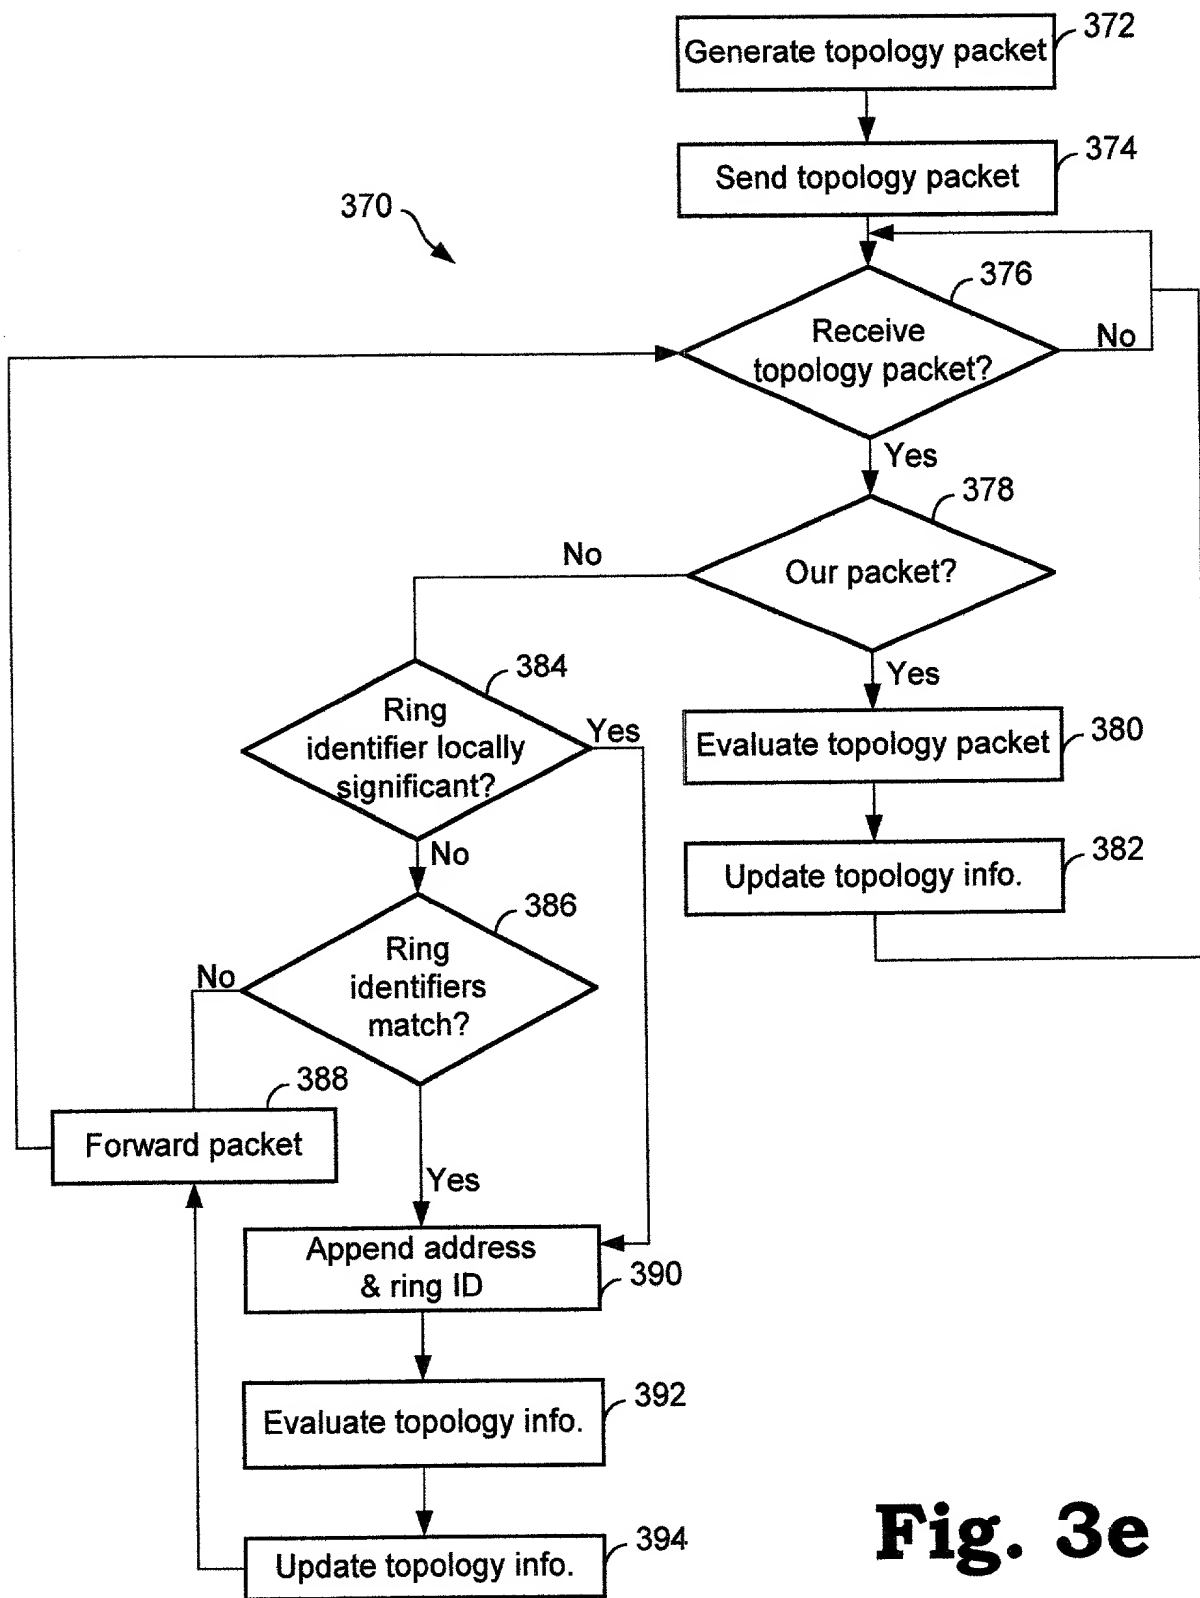 372
Generate topology packet
374
Send topology packet
370
376
Receive
topology packet?
No
Yes
378
Our packet?
No
Yes
384
Ring
identifier locally
significant?
Yes
No
380
Evaluate topology packet
382
Update topology info.
386
Ring
identifiers
match?
No
Yes
388
Forward packet
Append address
& ring ID
390
392
Evaluate topology info.
394
Update topology info.
Fig. 3e